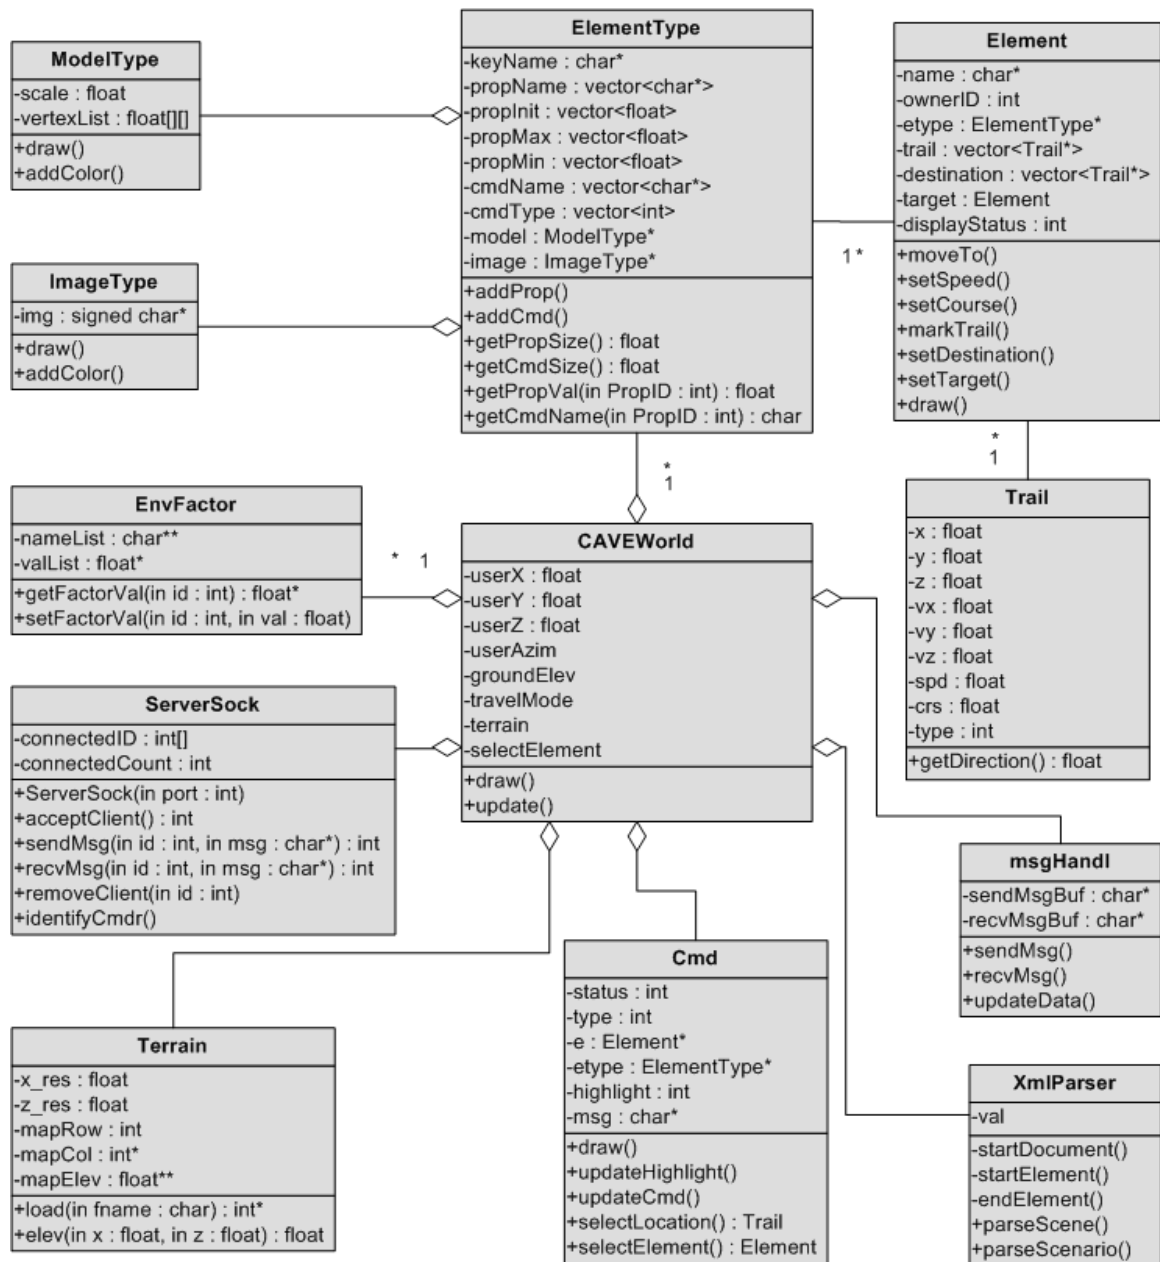 ModelType
-scale : float
-vertexList : float[][]
+draw()
+addColor()
ElementType
-keyName : char*
-propName : vector<char*>
-propInit : vector<float>
-propMax : vector<float>
-propMin : vector<float>
-cmdName : vector<char*>
-cmdType : vector<int>
-model : ModelType*
-image : ImageType*
+addProp()
+addCmd()
+getPropSize() : float
+getCmdSize() : float
+getPropVal(in PropID : int) : float
+getCmdName(in PropID : int) : char
Element
-name : char*
-ownerID : int
-etype : ElementType*
-trail : vector<Trail*>
-destination : vector<Trail*>
-target : Element
-displayStatus : int
+moveTo()
+setSpeed()
+setCourse()
+markTrail()
+setDestination()
+setTarget()
+draw()
1 *
ImageType
-img : signed char*
+draw()
+addColor()
*
1
*
1
EnvFactor
-nameList : char**
-valList : float*
+getFactorVal(in id : int) : float*
+setFactorVal(in id : int, in val : float)
* 1
CAVEWorld
-userX : float
-userY : float
-userZ : float
-userAzim
-groundElev
-travelMode
-terrain
-selectElement
+draw()
+update()
Trail
-x : float
-y : float
-z : float
-vx : float
-vy : float
-vz : float
-spd : float
-crs : float
-type : int
+getDirection() : float
ServerSock
-connectedID : int[]
-connectedCount : int
+ServerSock(in port : int)
+acceptClient() : int
+sendMsg(in id : int, in msg : char*) : int
+recvMsg(in id : int, in msg : char*) : int
+removeClient(in id : int)
+identifyCmdr()
msgHandl
-sendMsgBuf : char*
-recvMsgBuf : char*
+sendMsg()
+recvMsg()
+updateData()
Terrain
-x_res : float
-z_res : float
-mapRow : int
-mapCol : int*
-mapElev : float**
+load(in fname : char) : int*
+elev(in x : float, in z : float) : float
Cmd
-status : int
-type : int
-e : Element*
-etype : ElementType*
-highlight : int
-msg : char*
+draw()
+updateHighlight()
+updateCmd()
+selectLocation() : Trail
+selectElement() : Element
XmlParser
-val
-startDocument()
-startElement()
-endElement()
+parseScene()
+parseScenario()